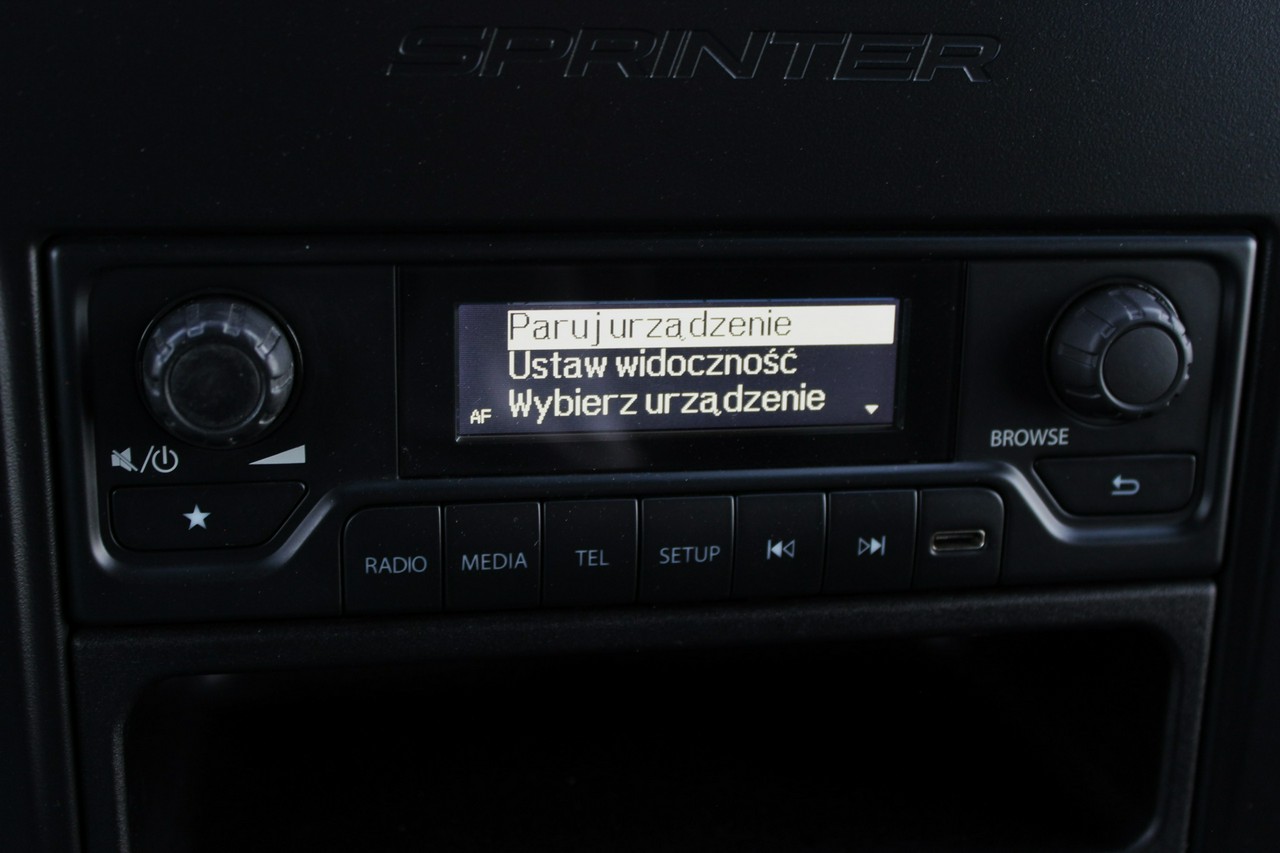 SPRINTER
Paruj urządzenie
Ustaw widoczność
Wybierz urządzenie
AF
BROWSE
RADIO
MEDIA
TEL
SETUP